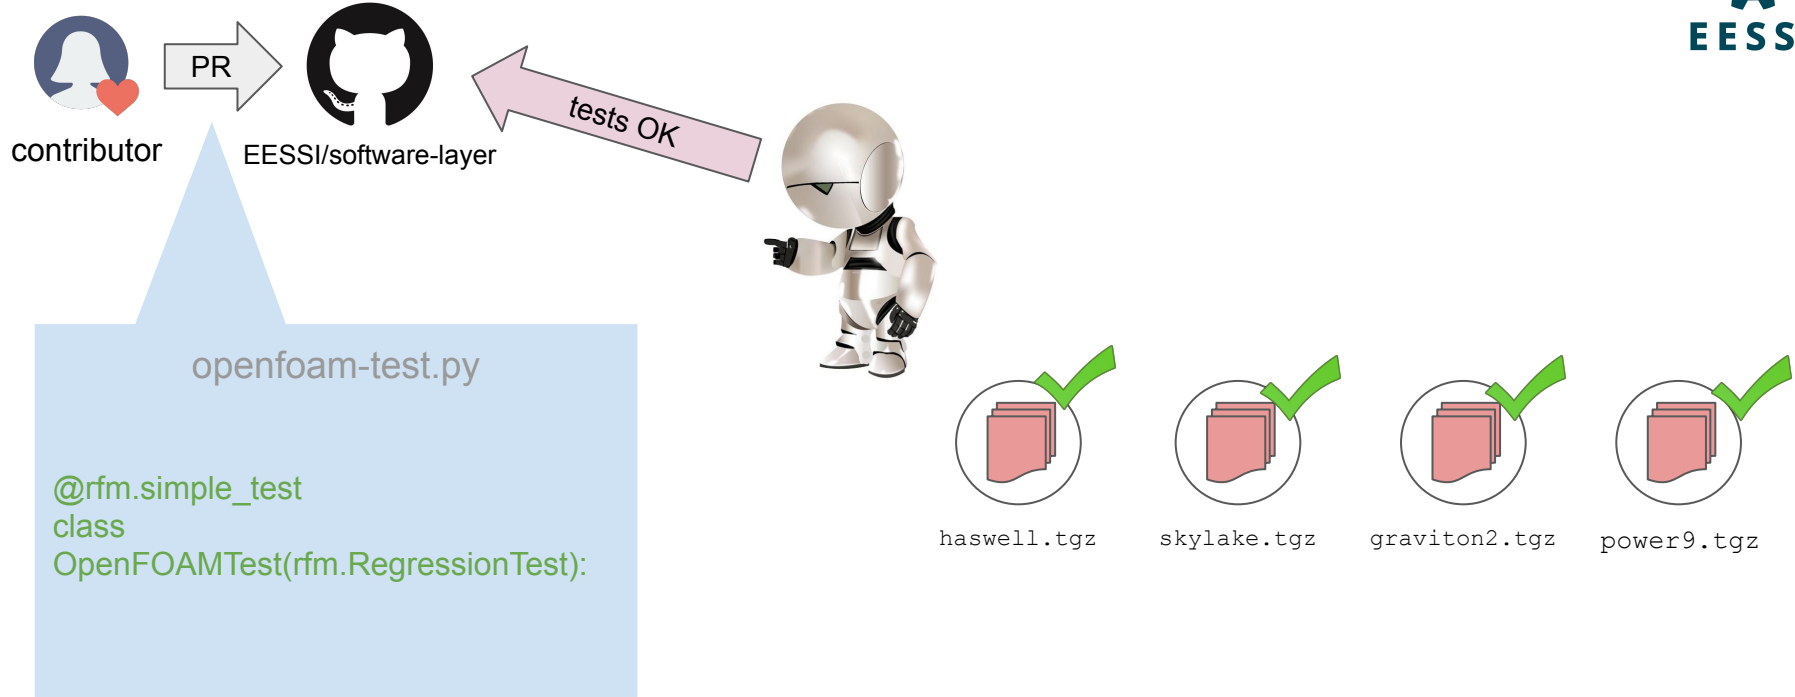 EESS
PR
tests OK
contributor
EESSI/software-layer
openfoam-test.py
@rfm.simple_test
class
OpenFOAMTest(rfm.RegressionTest):
haswell.tgz
skylake.tgz
graviton2.tgz
power9.tgz